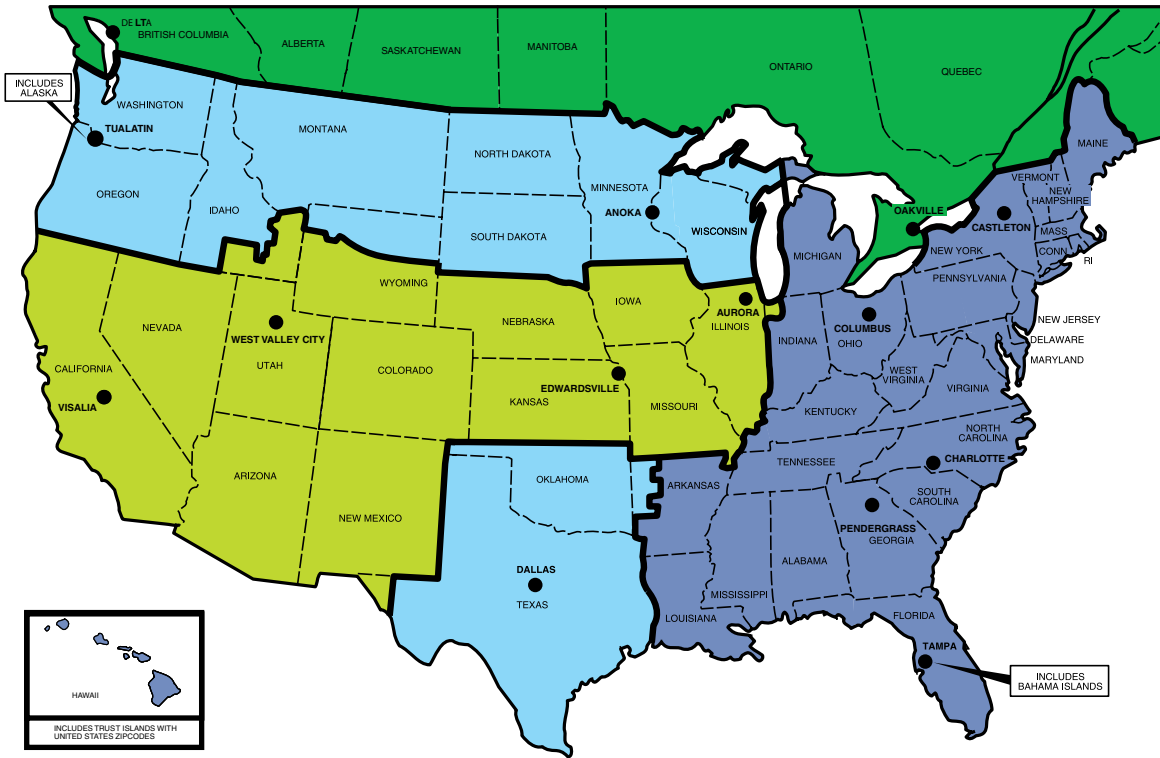 DELTA
BRITISH COLUMBIA
ALBERTA
SASKATCHEWAN
MANITOBA
ONTARIO
QUEBEC
INCLUDES
ALASKA
WASHINGTON
TUALATIN
MONTANA
NORTH DAKOTA
MINNESOTA
ANOKA
OREGON
IDAHO
SOUTH DAKOTA
WISCONSIN
MICHIGAN
OAKVILLE
MAINE
VERMONT
NEW
HAMPSHIRE
CASTLETON
MASS
CONN
RI
NEW YORK
PENNSYLVANIA
NEW JERSEY
DELAWARE
MARYLAND
WYOMING
NEBRASKA
IOWA
AURORA
ILLINOIS
INDIANA
COLUMBUS
OHIO
WEST
VIRGINIA
VIRGINIA
NEVADA
WEST VALLEY CITY
UTAH
COLORADO
CALIFORNIA
VISALIA
EDWARDSVILLE
KANSAS
MISSOURI
KENTUCKY
NORTH
CAROLINA
CHARLOTTE
TENNESSEE
ARIZONA
NEW MEXICO
OKLAHOMA
ARKANSAS
SOUTH
CAROLINA
PENDERGRASS
GEORGIA
ALABAMA
MISSISSIPPI
DALLAS
TEXAS
LOUISIANA
FLORIDA
TAMPA
INCLUDES
BAHAMA ISLANDS
HAWAII
INCLUDES TRUST ISLANDS WITH
UNITED STATES ZIPCODES